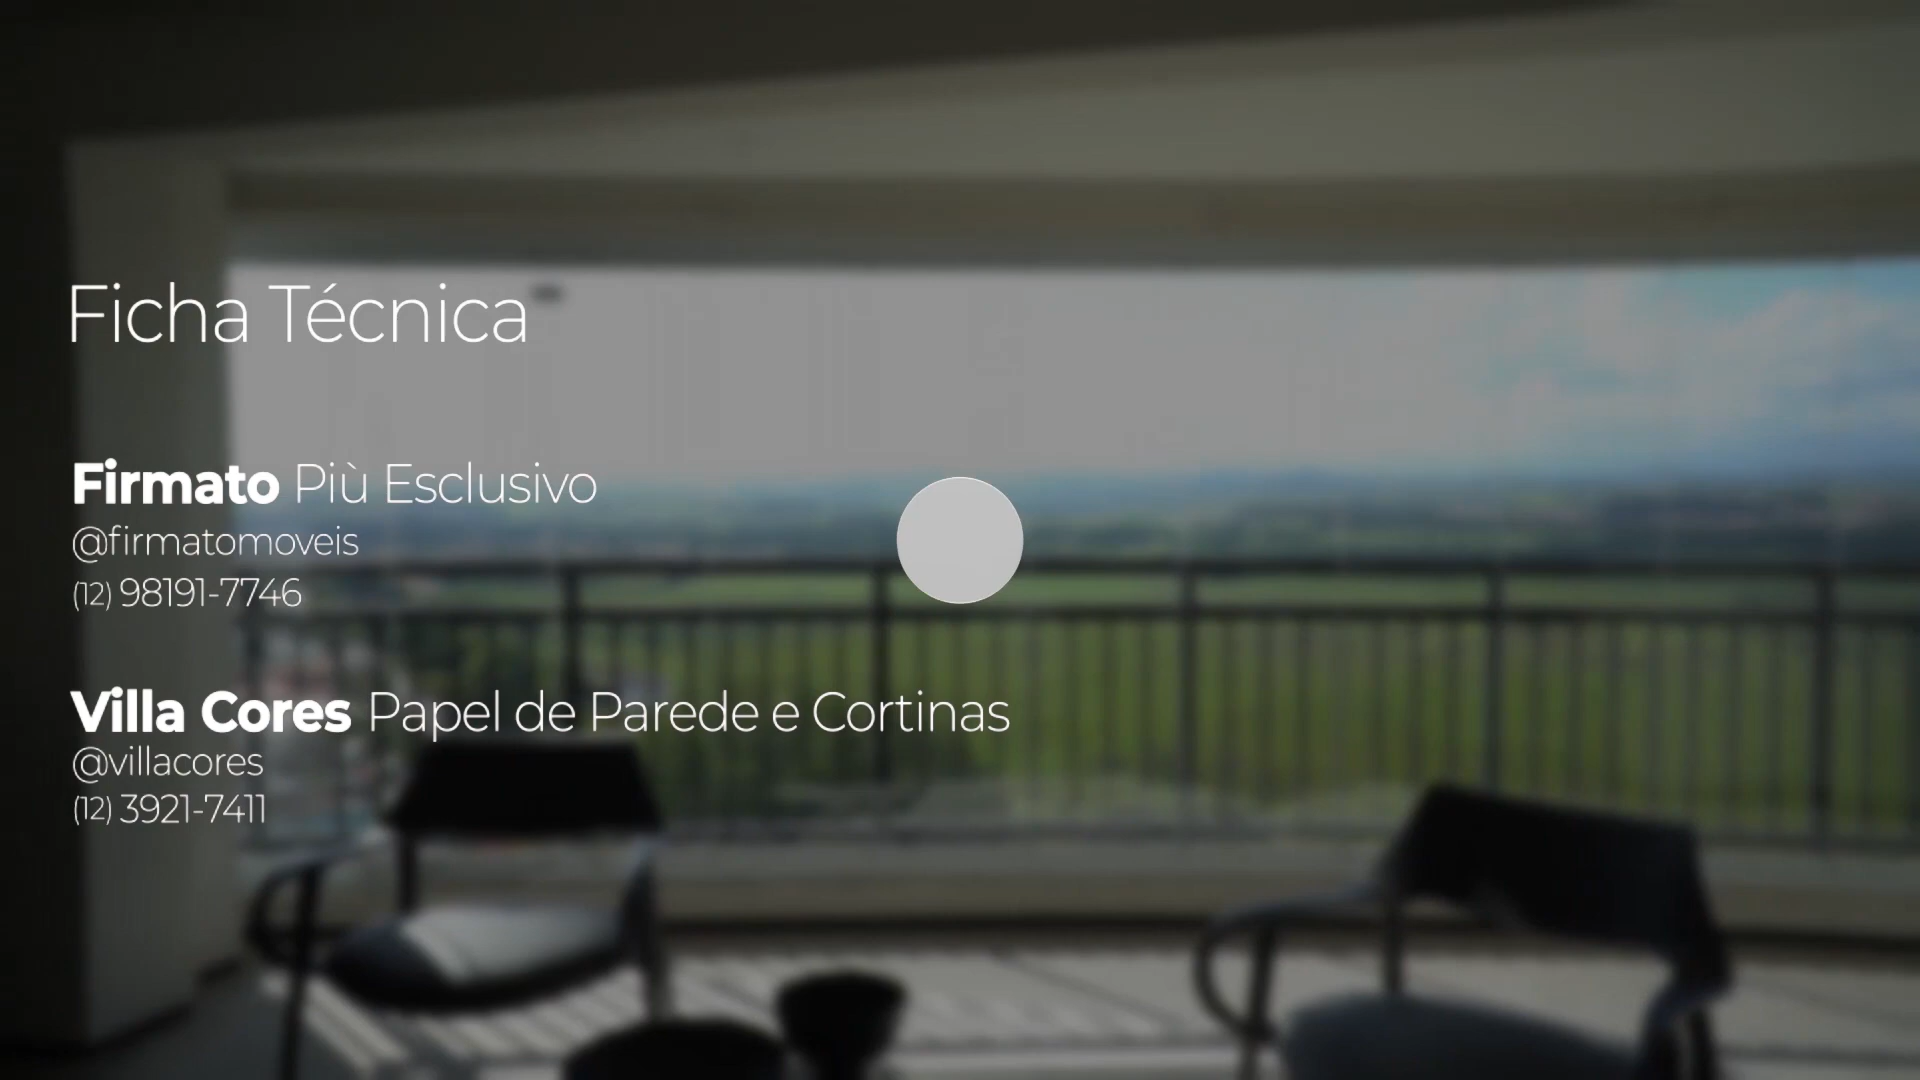 Ficha Técnica
Firmato Più Esclusivo
@firmatomoveis
(12) 98191-7746
Villa Cores Papel de Parede e Cortinas
@villacores
(12) 3921-7411